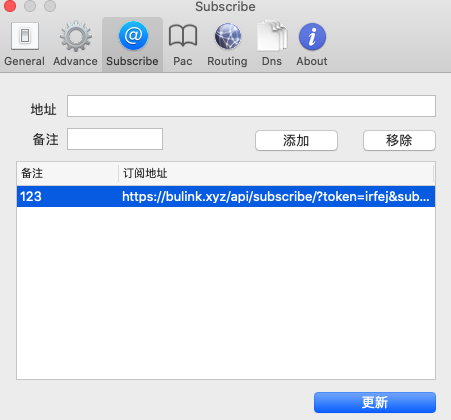 Subscribe
General Advance Subscribe Pac Routing Dns About
地址
备注 添加 移除
备注 订阅地址
123 https://bulink.xyz/api/subscribe/?token=irfej&sub...
更新